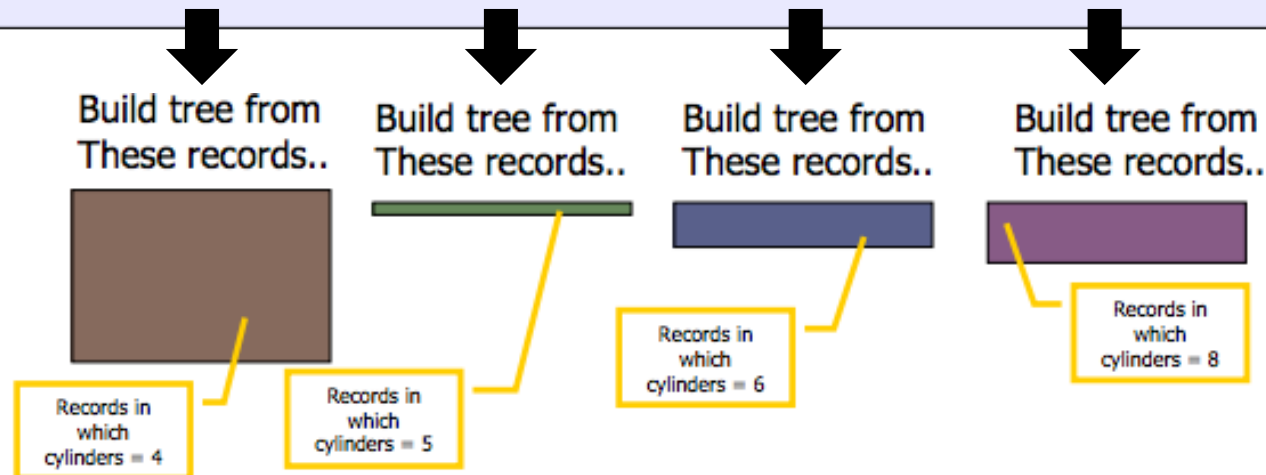 Build tree from
These records..
Build tree from
These records..
Build tree from
These records..
Build tree from
These records..
Records in
which
cylinders = 4
Records in
which
cylinders = 5
Records in
which
cylinders = 6
Records in
which
cylinders = 8